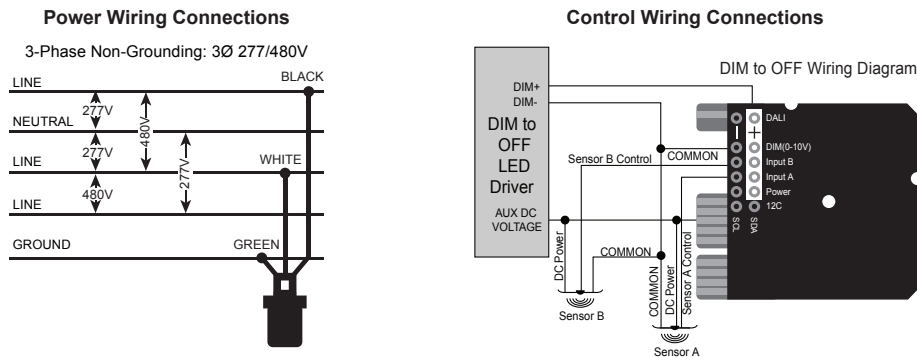 Power Wiring Connections
3-Phase Non-Grounding: 3Ø 277/480V
LINE
BLACK
277V
480V
NEUTRAL
277V
277V
LINE
WHITE
480V
LINE
GROUND
GREEN
Control Wiring Connections
DIM to OFF Wiring Diagram
DIM+
DIM-
DIM to
OFF
LED
Driver
AUX DC
VOLTAGE
Sensor B Control
COMMON
DALI
DIM(0-10V)
Input B
Input A
Power
12C
SCL
SDA
DC Power
COMMON
COMMON
DC Power
Sensor A Control
Sensor B
Sensor A